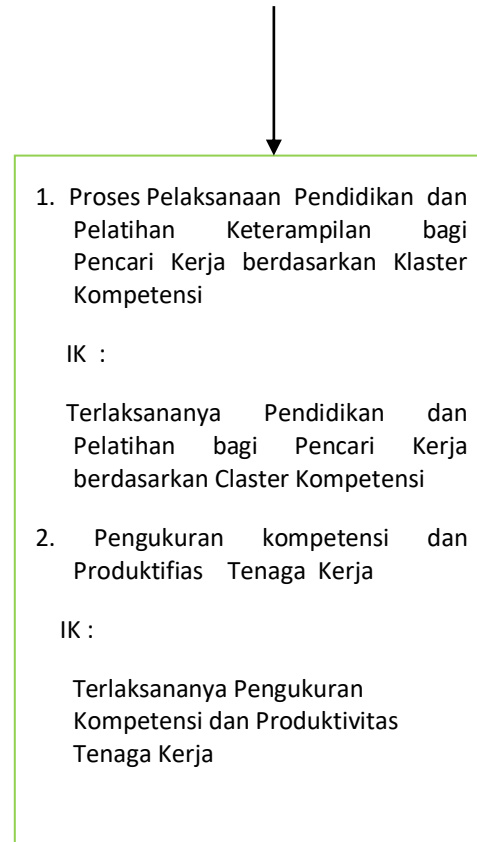 1. Proses Pelaksanaan Pendidikan dan
Pelatihan Keterampilan bagi
Pencari Kerja berdasarkan Klaster
Kompetensi
IK :
Terlaksananya Pendidikan dan
Pelatihan bagi Pencari Kerja
berdasarkan Claster Kompetensi
2. Pengukuran kompetensi dan
Produktifias Tenaga Kerja
IK :
Terlaksananya Pengukuran
Kompetensi dan Produktivitas
Tenaga Kerja